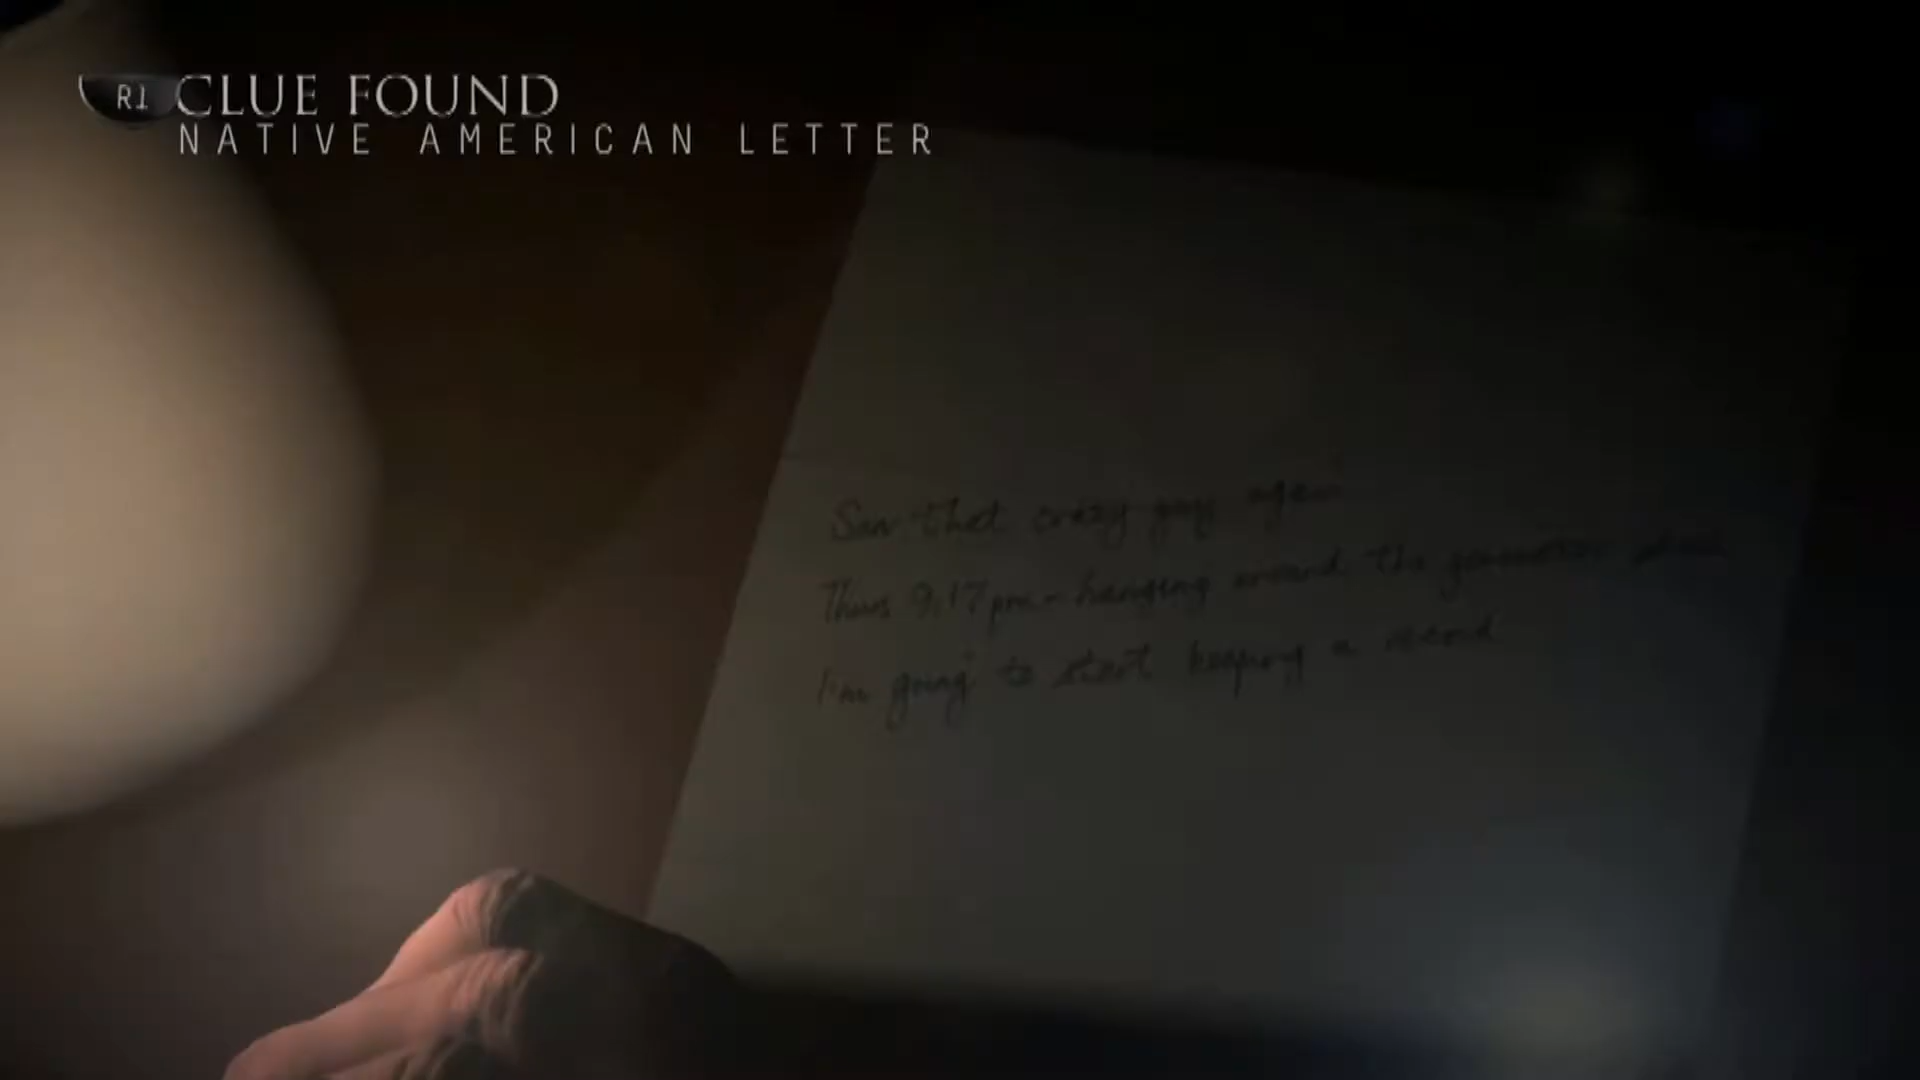 R1 CLUE FOUND
NATIVE AMERICAN LETTER
Saw that crazy guy again
Thurs 9.17pm - hanging around the generator
I'm going to start keeping a record